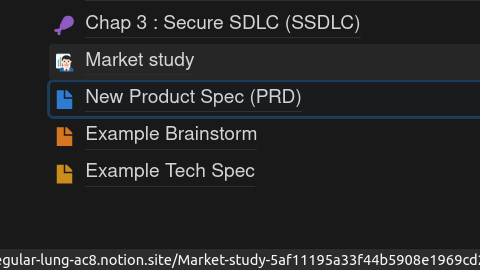 Chap 3 : Secure SDLC (SSDLC)
Market study
New Product Spec (PRD)
Example Brainstorm
Example Tech Spec
egular-lung-ac8.notion.site/Market-study-5af11195a33f44b5908e1969cd2